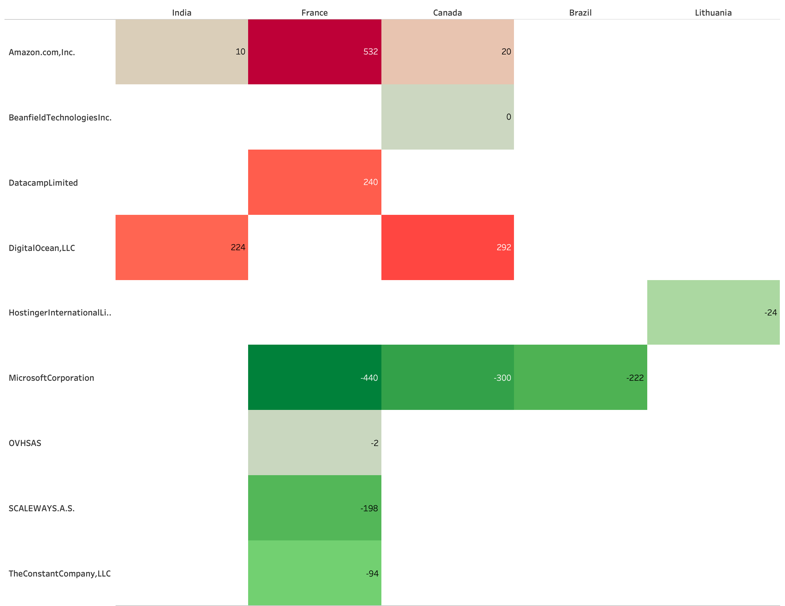 India France Canada Brazil Lithuania
Amazon.com,Inc. 10 532 20
BeanfieldTechnologiesInc. 0
DatacampLimited 240
DigitalOcean,LLC 224 292
HostingerInternationalLi.. -24
MicrosoftCorporation -440 -300 -222
OVHSAS -2
SCALEWAYS.A.S. -198
TheConstantCompany,LLC -94